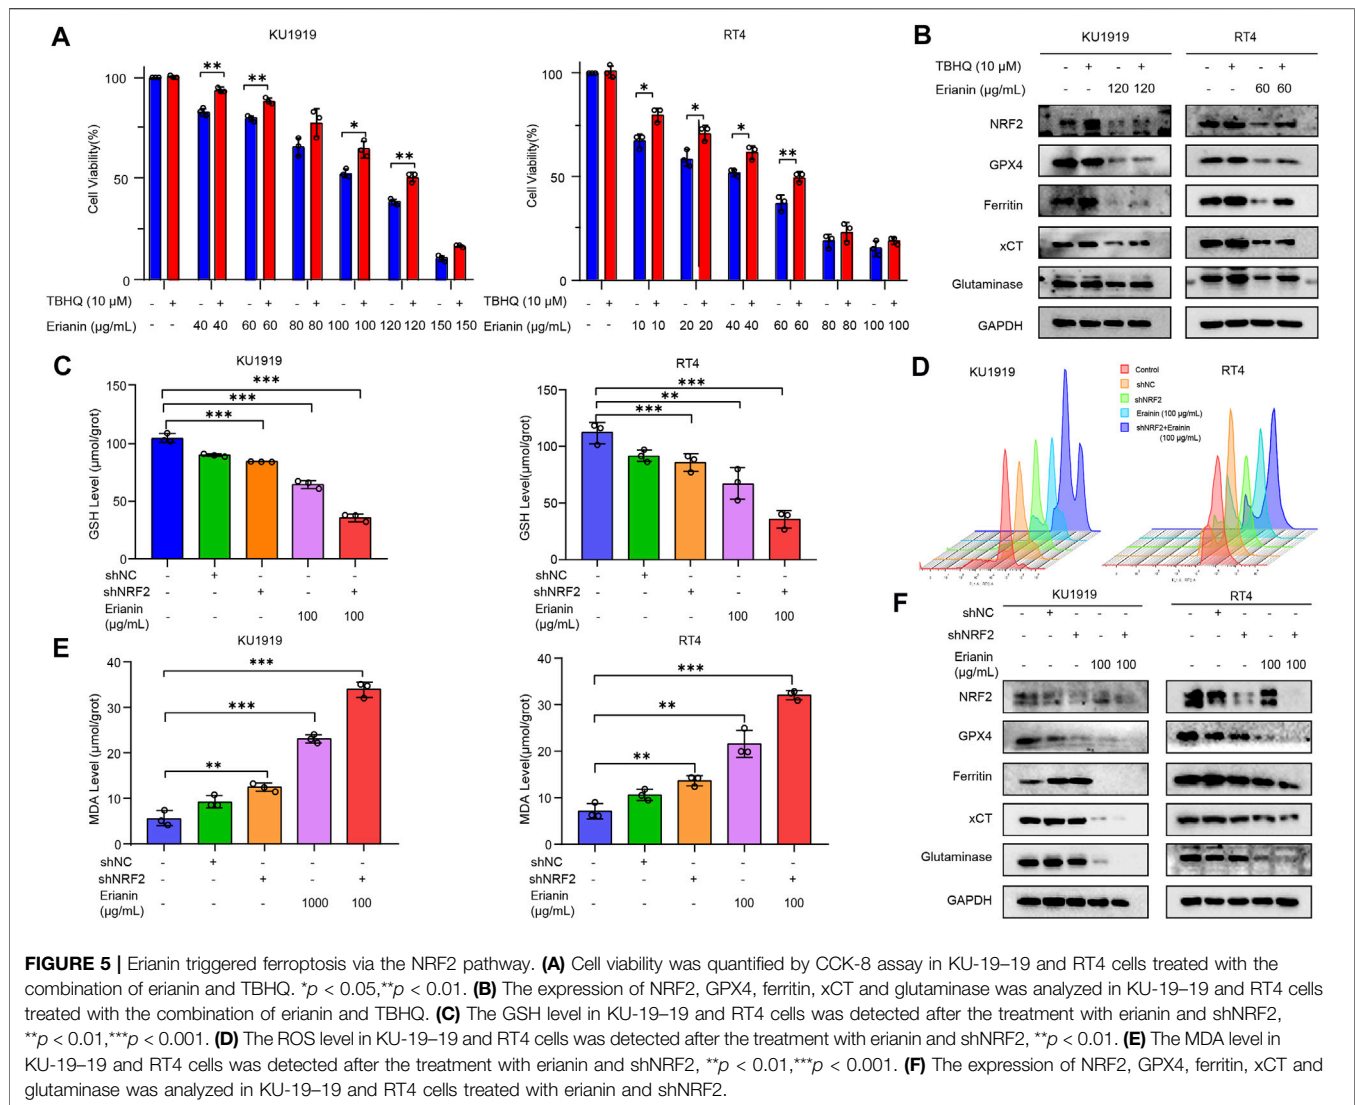 A
KU1919
100
50
0
Cell Viability(%)
** ** * **
TBHQ (10 μM) - + - + - + - + - + - + - +
Erianin (μg/mL) - - 40 40 60 60 80 80 100 100 120 120 150 150
RT4
100
50
0
Cell Viability(%)
* * * **
TBHQ (10 μM) - + - + - + - + - + - + - +
Erianin (μg/mL) - - 10 10 20 20 40 40 60 60 80 80 100 100
B
KU1919 RT4
TBHQ (10 μM) - + - + - + - +
Erianin (μg/mL) - - 120 120 - - 60 60
NRF2
GPX4
Ferritin
xCT
Glutaminase
GAPDH
C
KU1919
150
100
50
0
GSH Level (μmol/grot)
***
***
***
shNC - + - - -
shNRF2 - - + - +
Erianin - - - 100 100
(μg/mL)
RT4
150
100
50
0
GSH Level(μmol/grot)
***
**
***
- + - - -
- - + - +
- - - 100 100
D
KU1919
RT4
Control
shNC
shNRF2
Erainin (100 μg/mL)
shNRF2+Erainin
(100 μg/mL)
E
KU1919
40
30
20
10
0
MDA Level (μmol/grot)
***
***
**
shNC - + - - -
shNRF2 - - + - +
Erianin - - - 1000 100
(μg/mL)
RT4
40
30
20
10
0
MDA Level(μmol/grot)
***
**
**
- + - - -
- - + - +
- - - 100 100
F
KU1919 RT4
shNC - + - - - - + - - -
shNRF2 - - + - + - - + - +
Erianin - - - 100 100 - - - 100 100
(μg/mL)
NRF2
GPX4
Ferritin
xCT
Glutaminase
GAPDH
FIGURE 5 | Erianin triggered ferroptosis via the NRF2 pathway. (A) Cell viability was quantified by CCK-8 assay in KU-19–19 and RT4 cells treated with the
combination of erianin and TBHQ. *p < 0.05,**p < 0.01. (B) The expression of NRF2, GPX4, ferritin, xCT and glutaminase was analyzed in KU-19–19 and RT4 cells
treated with the combination of erianin and TBHQ. (C) The GSH level in KU-19–19 and RT4 cells was detected after the treatment with erianin and shNRF2,
**p < 0.01,***p < 0.001. (D) The ROS level in KU-19–19 and RT4 cells was detected after the treatment with erianin and shNRF2, **p < 0.01. (E) The MDA level in
KU-19–19 and RT4 cells was detected after the treatment with erianin and shNRF2, **p < 0.01,***p < 0.001. (F) The expression of NRF2, GPX4, ferritin, xCT and
glutaminase was analyzed in KU-19–19 and RT4 cells treated with erianin and shNRF2.